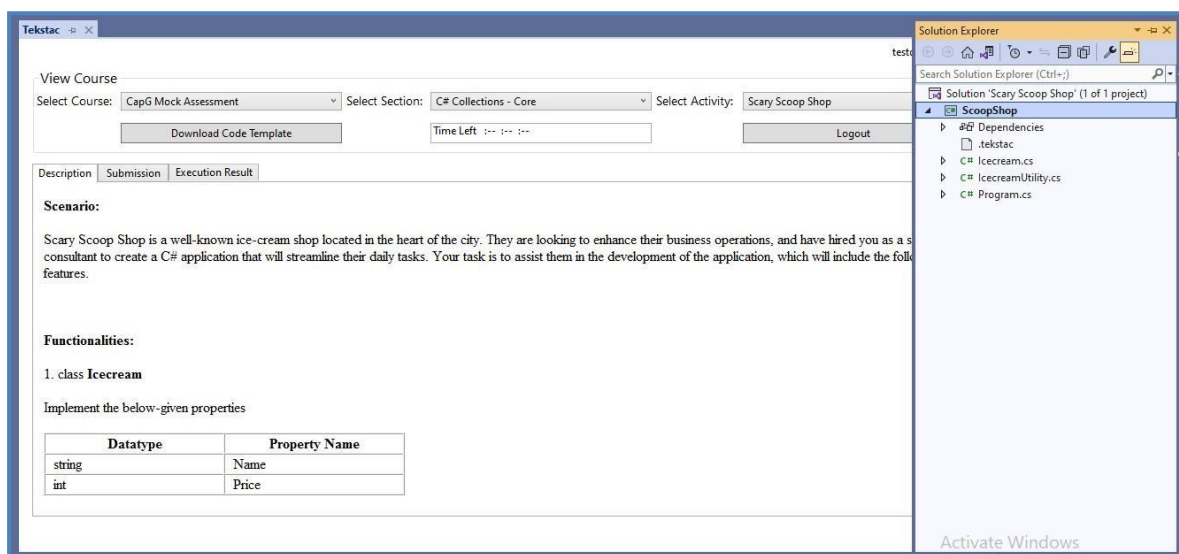 Tekstac
testo
View Course
Select Course: CapG Mock Assessment Select Section: C# Collections - Core Select Activity: Scary Scoop Shop
Download Code Template Time Left :-- :-- :-- Logout
Description Submission Execution Result
Scenario:
Scary Scoop Shop is a well-known ice-cream shop located in the heart of the city. They are looking to enhance their business operations, and have hired you as a s
consultant to create a C# application that will streamline their daily tasks. Your task is to assist them in the development of the application, which will include the follo
features.
Functionalities:
1. class Icecream
Implement the below-given properties
Datatype Property Name
string Name
int Price
Solution Explorer
Search Solution Explorer (Ctrl+;)
Solution 'Scary Scoop Shop' (1 of 1 project)
C# ScoopShop
Dependencies
.tekstac
C# Icecream.cs
C# IcecreamUtility.cs
C# Program.cs
Activate Windows